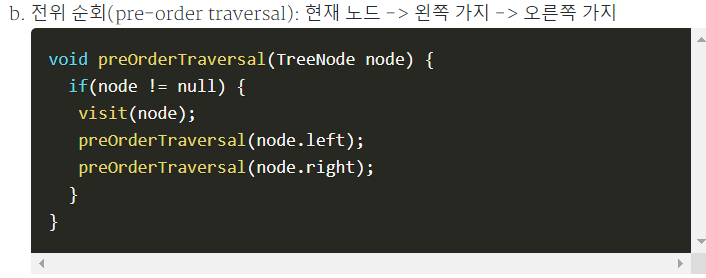 b. 전위 순회(pre-order traversal): 현재 노드 -> 왼쪽 가지 -> 오른쪽 가지
void preOrderTraversal(TreeNode node) {
  if(node != null) {
   visit(node);
   preOrderTraversal(node.left);
   preOrderTraversal(node.right);
  }
}